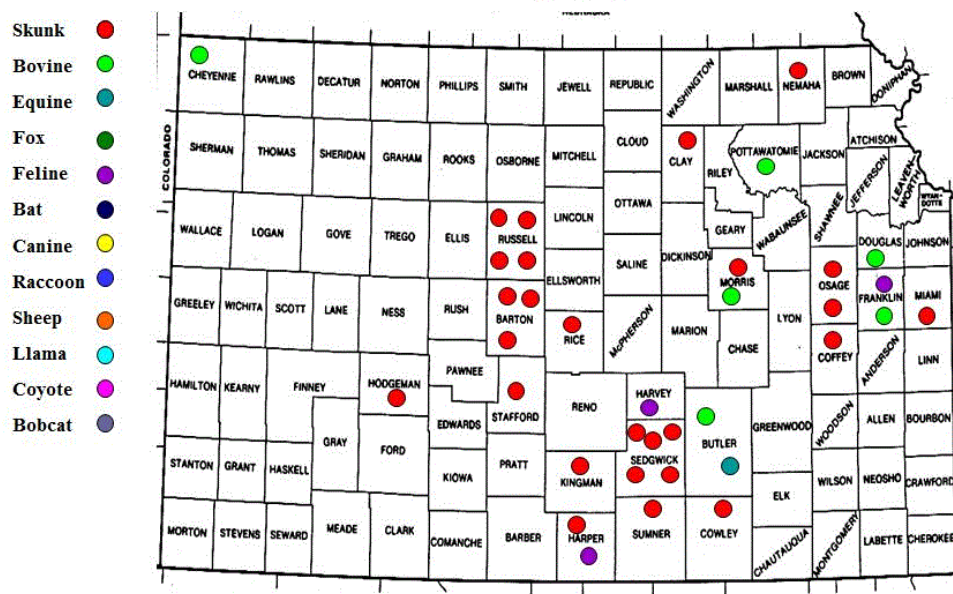 NEBRASKA
Skunk
Bovine
Equine
Fox
Feline
Bat
Canine
Raccoon
Sheep
Llama
Coyote
Bobcat
COLORADO
CHEYENNE RAWLINS DECATUR NORTON PHILLIPS SMITH JEWELL REPUBLIC WASHINGTON MARSHALL NEMAHA BROWN DONIPHAN
SHERMAN THOMAS SHERIDAN GRAHAM ROOKS OSBORNE MITCHELL CLOUD CLAY RILEY POTTAWATOMIE JACKSON ATCHISON
JEFFERSON LEAVEN-WORTH WYAN-DOTTE
WALLACE LOGAN GOVE TREGO ELLIS RUSSELL LINCOLN OTTAWA GEARY WABAUNSEE SHAWNEE DOUGLAS JOHNSON
ELLSWORTH SALINE DICKINSON MORRIS OSAGE FRANKLIN MIAMI
GREELEY WICHITA SCOTT LANE NESS RUSH BARTON RICE McPHERSON MARION CHASE LYON COFFEY ANDERSON LINN
HAMILTON KEARNY FINNEY HODGEMAN PAWNEE STAFFORD RENO HARVEY BUTLER GREENWOOD WOODSON ALLEN BOURBON
GRAY FORD EDWARDS SEDGWICK
STANTON GRANT HASKELL KIOWA PRATT KINGMAN ELK WILSON NEOSHO CRAWFORD
MORTON STEVENS SEWARD MEADE CLARK COMANCHE BARBER HARPER SUMNER COWLEY CHAUTAUQUA MONTGOMERY LABETTE CHEROKEE